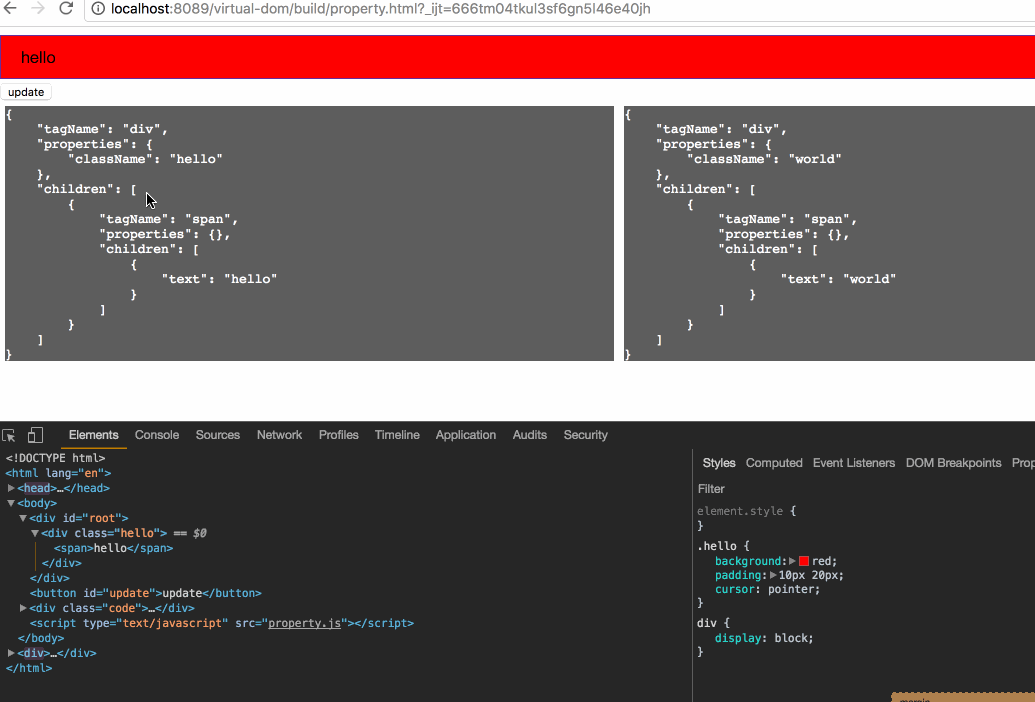 localhost:8089/virtual-dom/build/property.html?_ijt=666tm04tkul3sf6gn5l46e40jh
hello
update
{
    "tagName": "div",
    "properties": {
        "className": "hello"
    },
    "children": [
        {
            "tagName": "span",
            "properties": {},
            "children": [
                {
                    "text": "hello"
                }
            ]
        }
    ]
}
{
    "tagName": "div",
    "properties": {
        "className": "world"
    },
    "children": [
        {
            "tagName": "span",
            "properties": {},
            "children": [
                {
                    "text": "world"
                }
            ]
        }
    ]
}
Elements Console Sources Network Profiles Timeline Application Audits Security
<!DOCTYPE html>
<html lang="en">
<head>…</head>
<body>
<div id="root">
<div class="hello"> == $0
<span>hello</span>
</div>
</div>
<button id="update">update</button>
<div class="code">…</div>
<script type="text/javascript" src="property.js"></script>
</body>
<div>…</div>
</html>
Styles Computed Event Listeners DOM Breakpoints Prop
Filter
element.style {
}
.hello {
background: red;
padding: 10px 20px;
cursor: pointer;
}
div {
display: block;
}